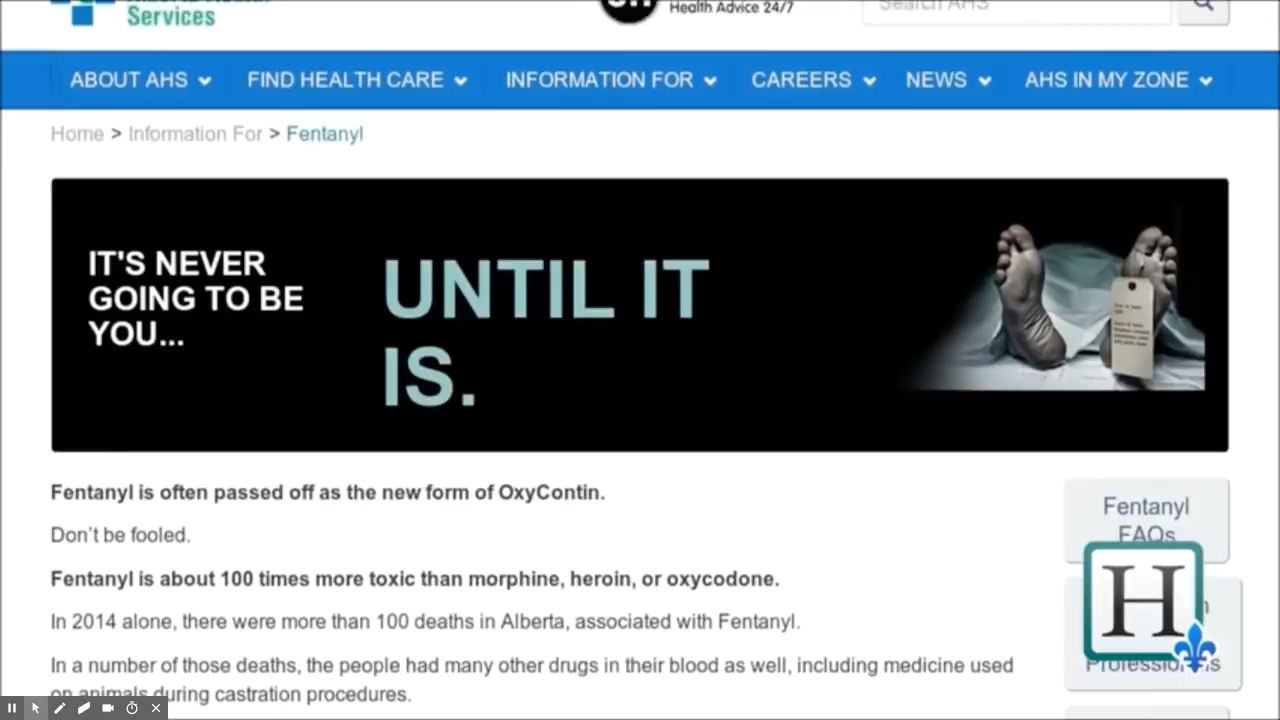 Services
Health Advice 24/7
Search AHS
ABOUT AHS
FIND HEALTH CARE
INFORMATION FOR
CAREERS
NEWS
AHS IN MY ZONE
Home > Information For > Fentanyl
IT'S NEVER
GOING TO BE
YOU...
UNTIL IT
IS.
Fentanyl is often passed off as the new form of OxyContin.
Don't be fooled.
Fentanyl is about 100 times more toxic than morphine, heroin, or oxycodone.
In 2014 alone, there were more than 100 deaths in Alberta, associated with Fentanyl.
In a number of those deaths, the people had many other drugs in their blood as well, including medicine used
on animals during castration procedures.
Fentanyl
FAQs
H